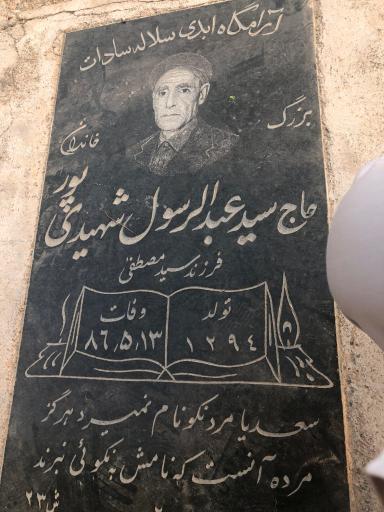 آرامگاه ابدی سلاله سادات
بزرگ خاندان
حاج سید عبدالرسول شهیدی پور
فرزند سید مصطفی
تولد وفات
۱۲۹۴ ۸۶,۵,۱۳
سعدیا مرد نکونام نمیرد هرگز
مرده آنست که نامش به نکوئی نبرند
ش ۲۳